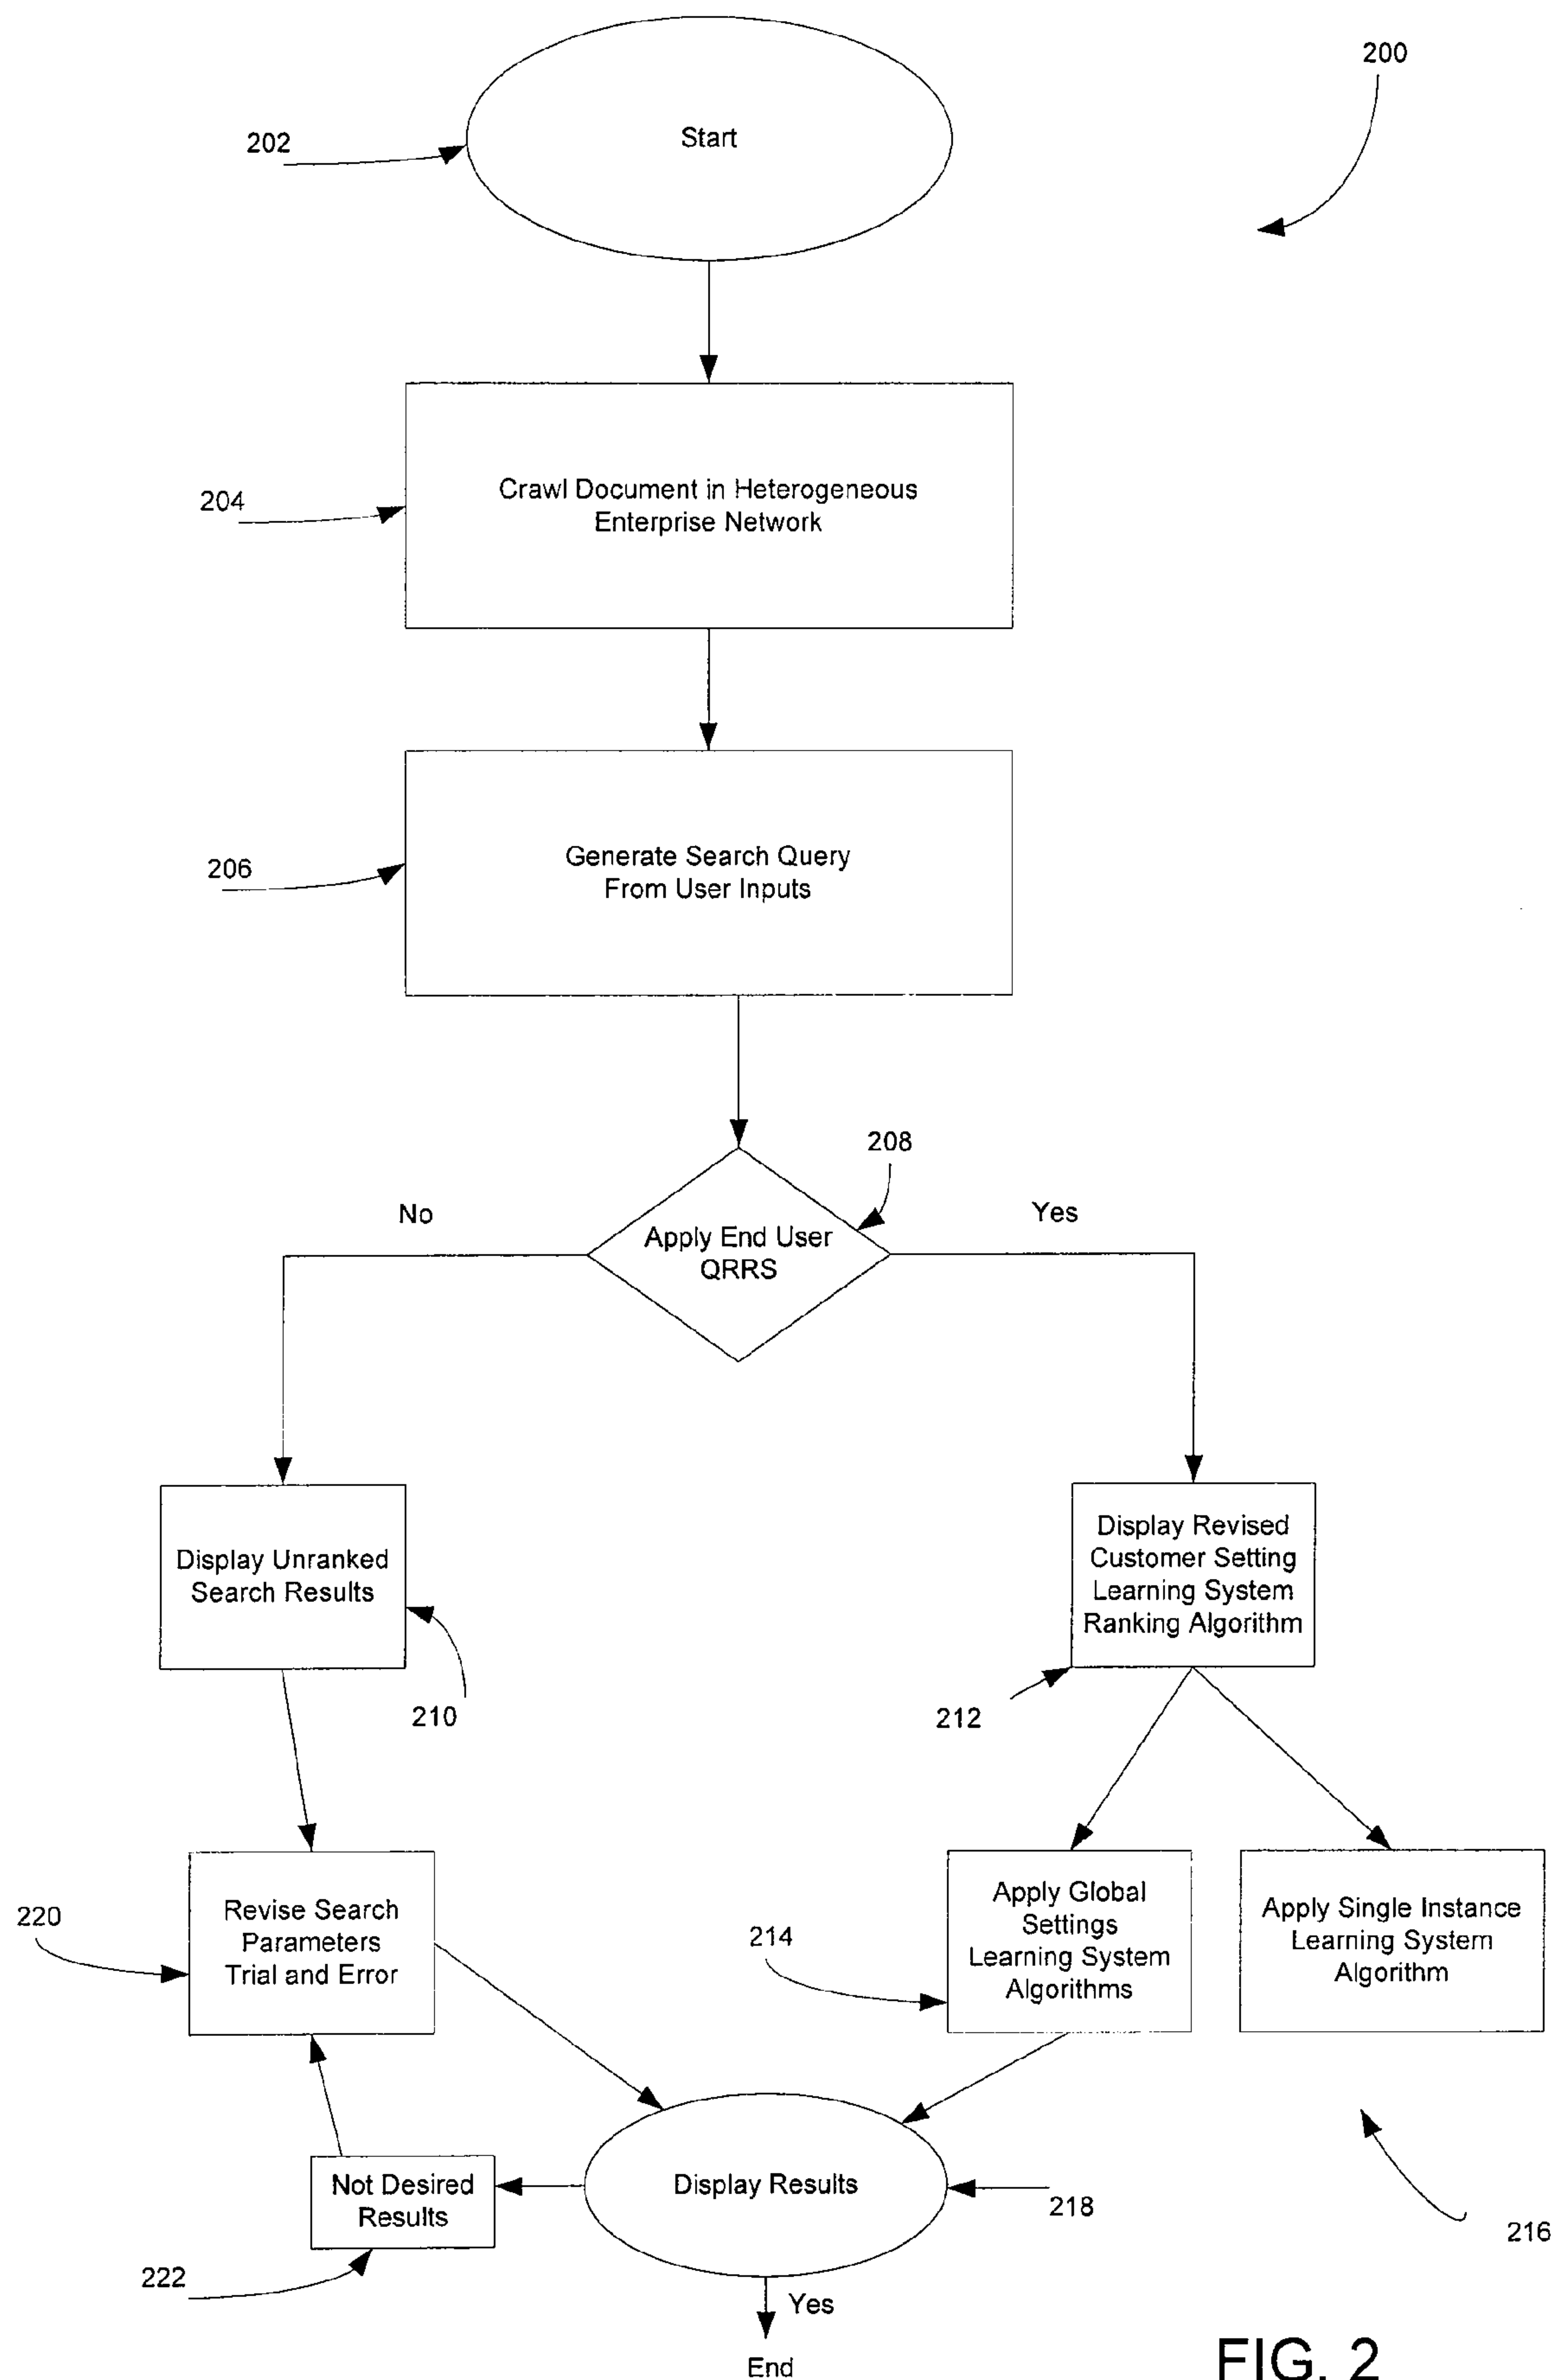 200
202
Start
204
Crawl Document in Heterogeneous
Enterprise Network
206
Generate Search Query
From User Inputs
208
No
Yes
Apply End User
QRRS
Display Unranked
Search Results
210
Display Revised
Customer Setting
Learning System
Ranking Algorithm
212
220
Revise Search
Parameters
Trial and Error
214
Apply Global
Settings
Learning System
Algorithms
Apply Single Instance
Learning System
Algorithm
216
Not Desired
Results
222
Display Results
218
Yes
End
FIG. 2